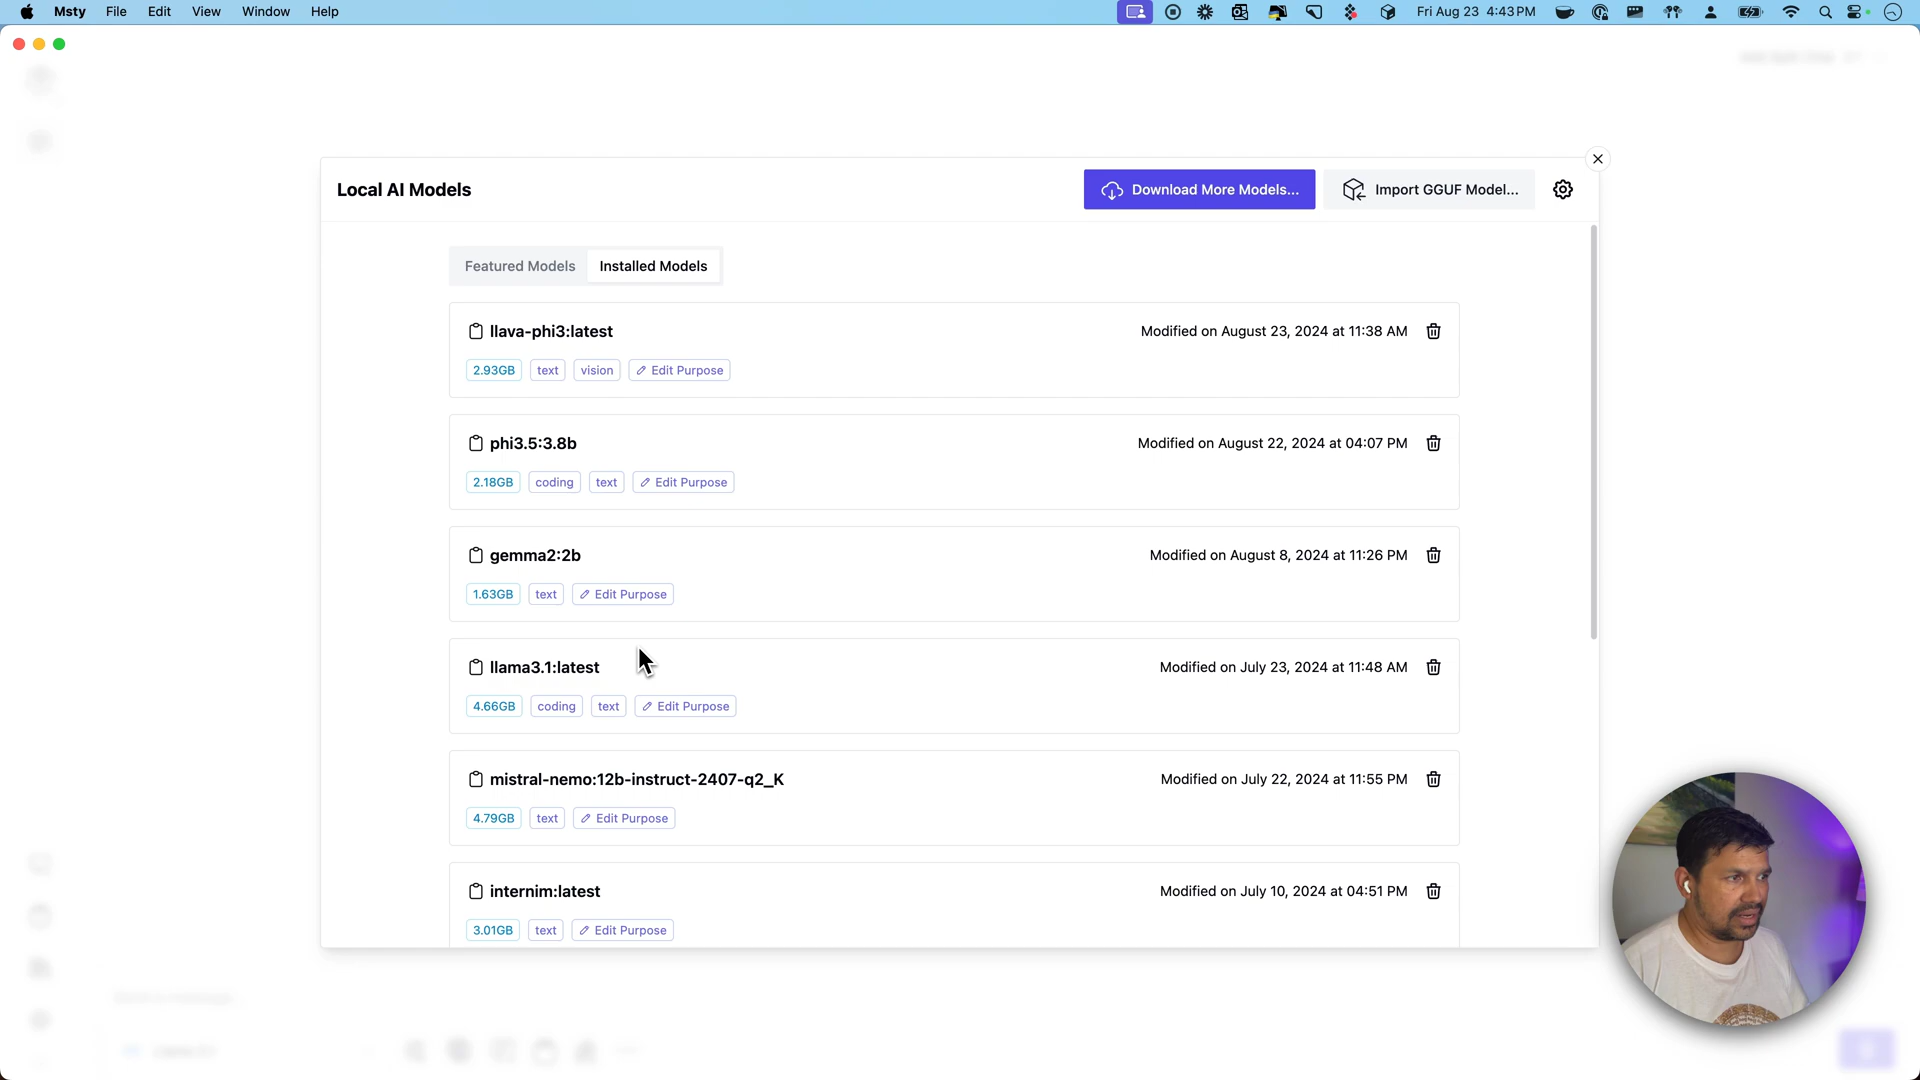 Msty File Edit View Window Help
Fri Aug 23 4:43 PM
Local AI Models
Download More Models...
Import GGUF Model...
Featured Models
Installed Models
llava-phi3:latest
Modified on August 23, 2024 at 11:38 AM
2.93GB text vision Edit Purpose
phi3.5:3.8b
Modified on August 22, 2024 at 04:07 PM
2.18GB coding text Edit Purpose
gemma2:2b
Modified on August 8, 2024 at 11:26 PM
1.63GB text Edit Purpose
llama3.1:latest
Modified on July 23, 2024 at 11:48 AM
4.66GB coding text Edit Purpose
mistral-nemo:12b-instruct-2407-q2_K
Modified on July 22, 2024 at 11:55 PM
4.79GB text Edit Purpose
internim:latest
Modified on July 10, 2024 at 04:51 PM
3.01GB text Edit Purpose